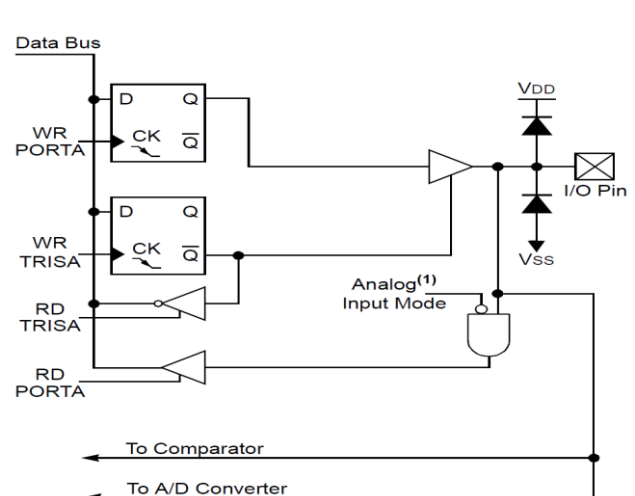 Data Bus
D Q
WR
PORTA
CK
Q
VDD
I/O Pin
D Q
WR
TRISA
CK
Q
VSS
Analog(1)
Input Mode
RD
TRISA
RD
PORTA
To Comparator
To A/D Converter